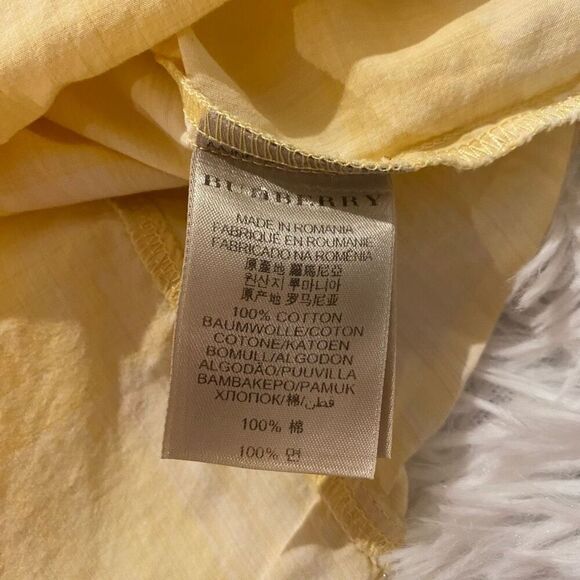 BURBERRY
MADE IN ROMANIA
FABRIQUÉ EN ROUMANIE
FABRICADO NA ROMÉNIA
原產地 羅馬尼亞
원산지 루마니아
原产地 罗马尼亚
100% COTTON
BAUMWOLLE/COTON
COTONE/KATOEN
BOMULL/ALGODON
ALGODÃO/PUUVILLA
ΒΑΜΒΑΚΕΡΟ/PAMUK
ХЛОПОК/棉/قطن
100% 棉
100% 면